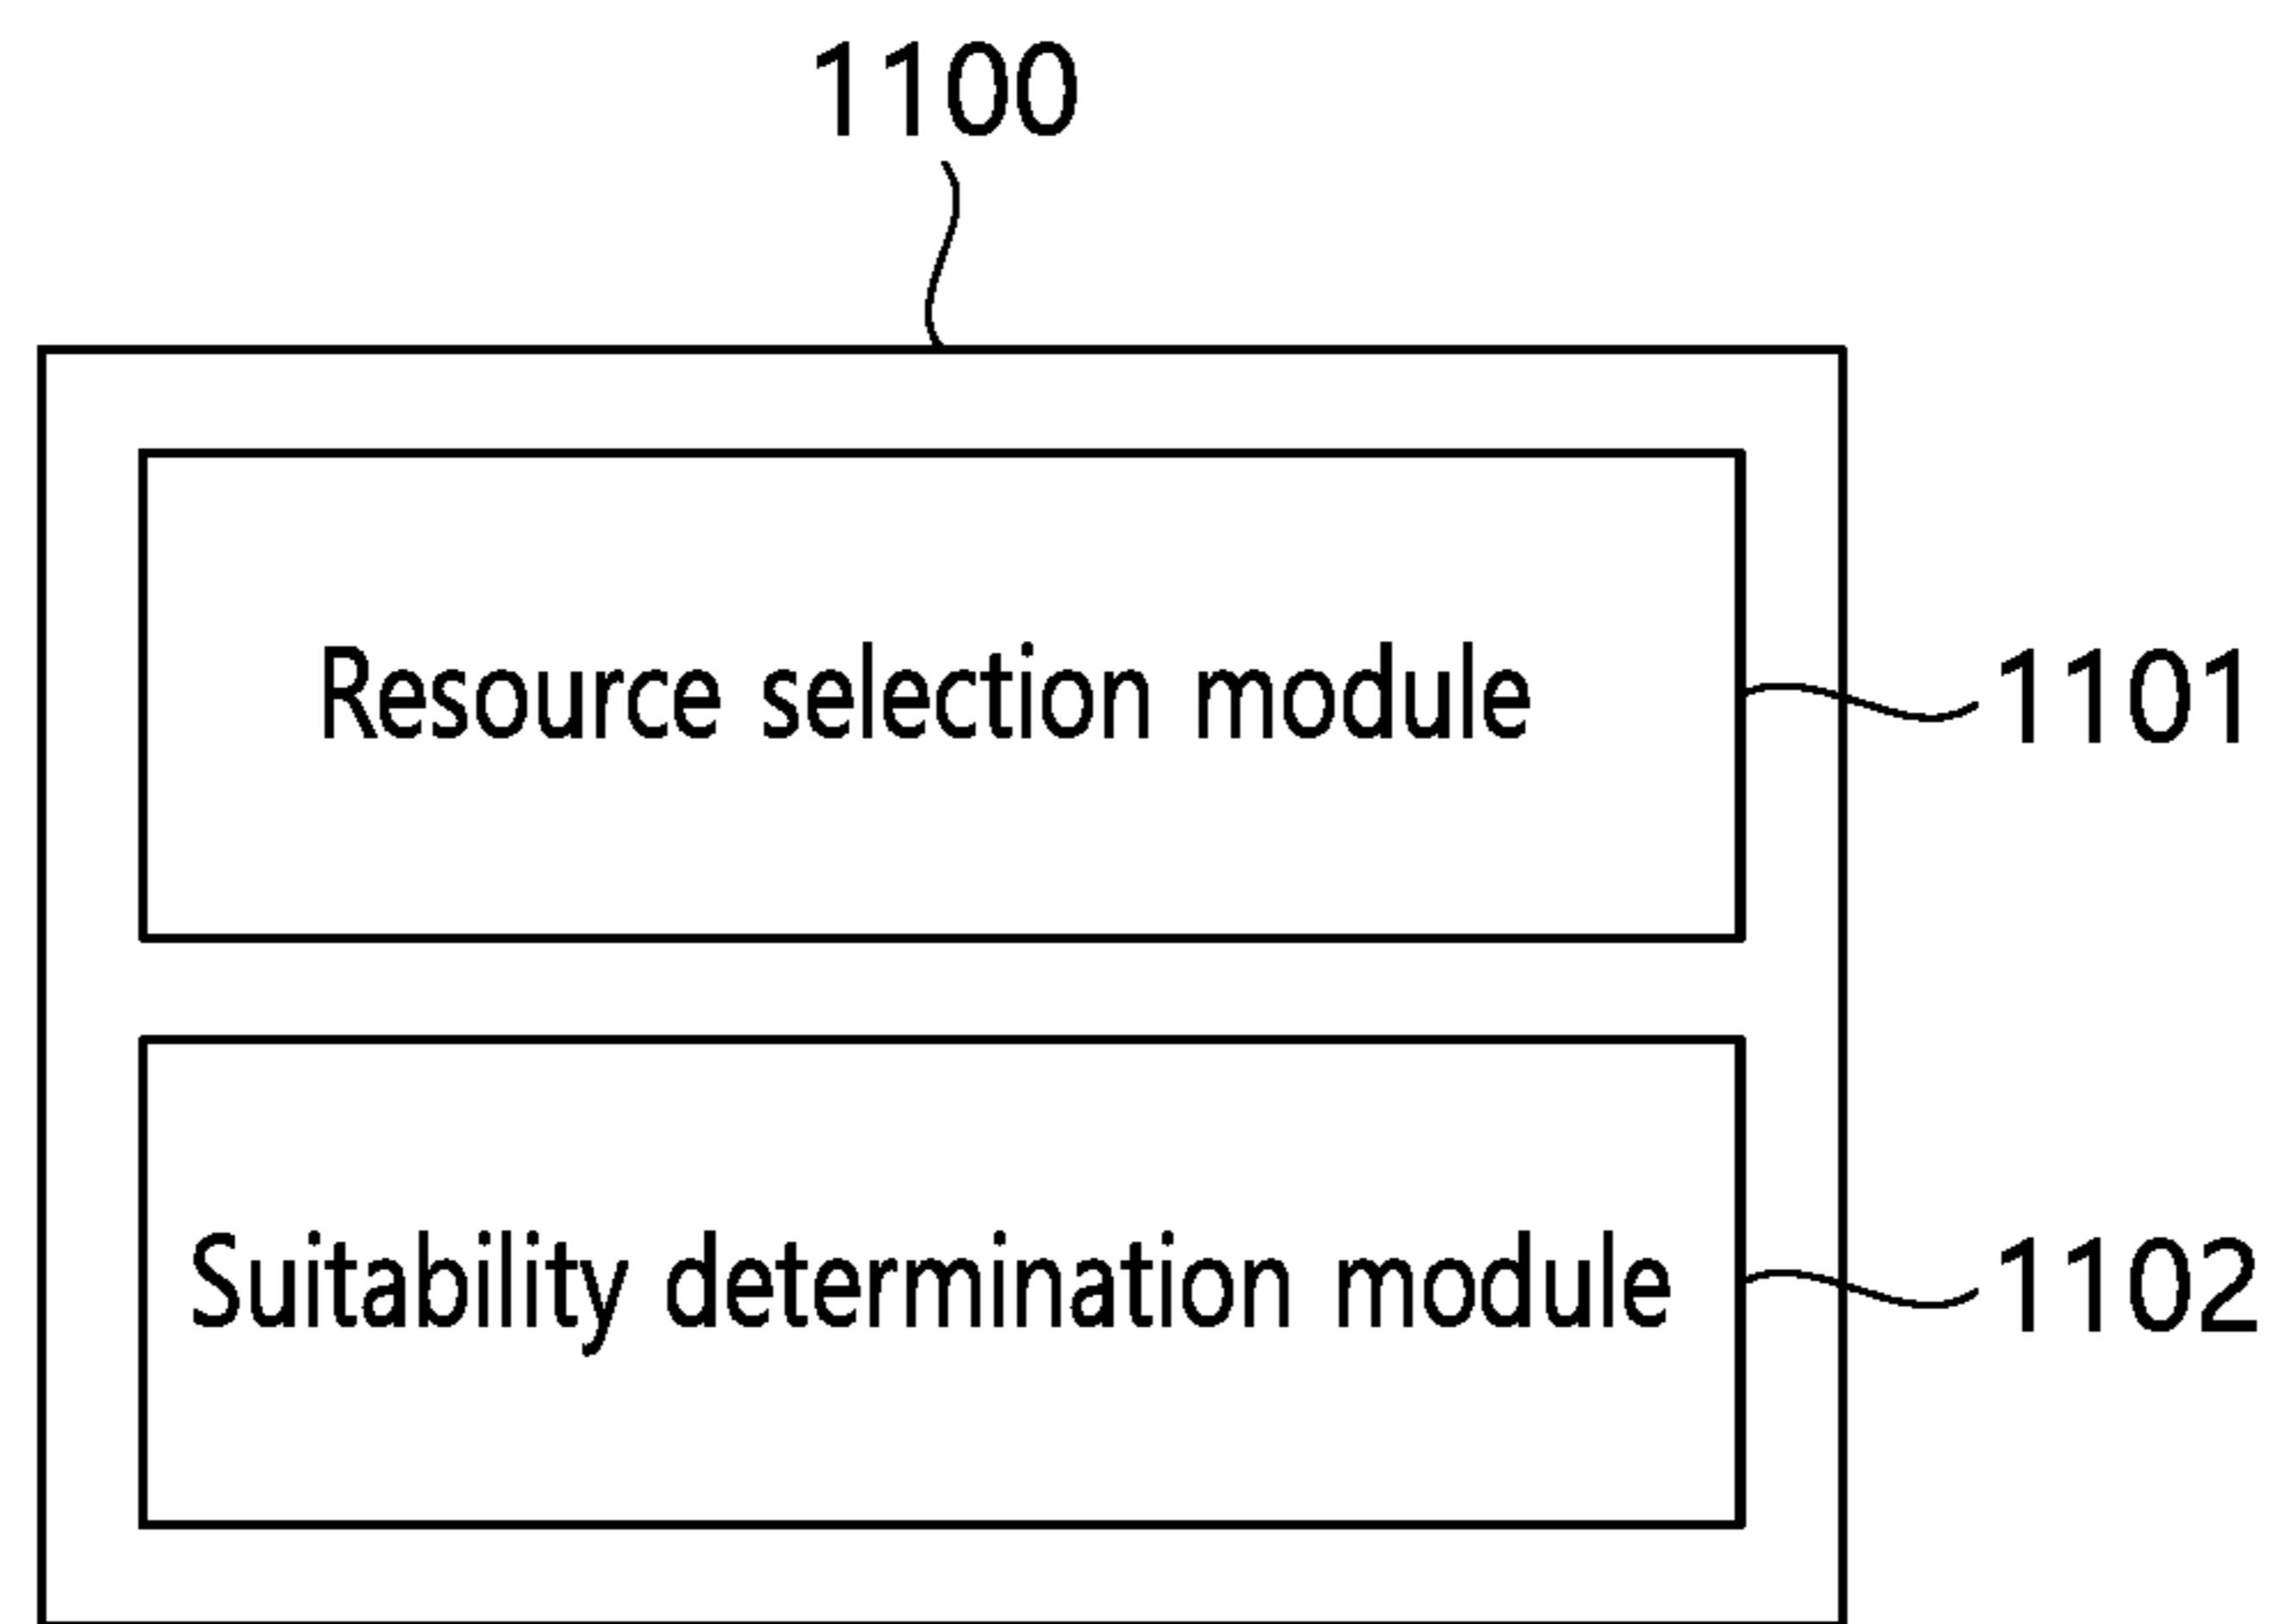 1100
Resource selection module
1101
Suitability determination module
1102